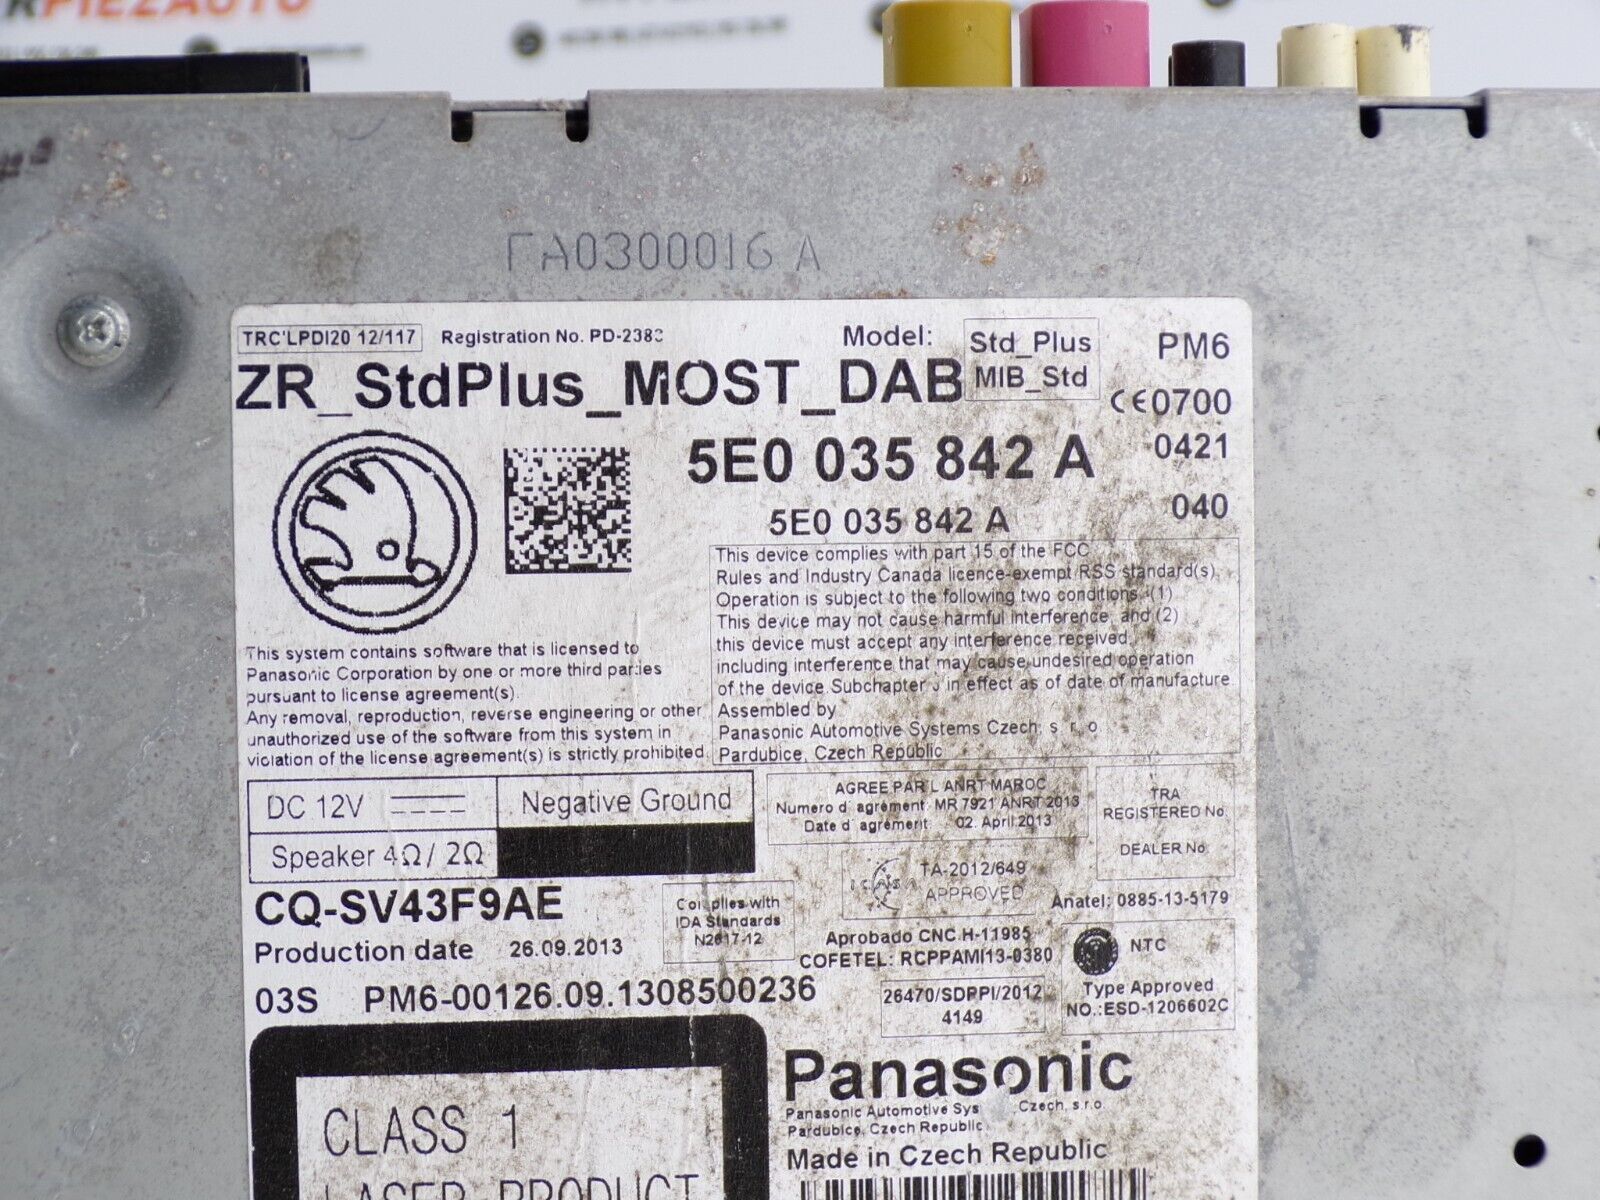 RPIEZAUTO
FA0300016 A
TRC'LPDI20 12/117 Registration No. PD-2383 Model: Std_Plus PM6
ZR_StdPlus_MOST_DAB MIB_Std
CE0700
5E0 035 842 A 0421
5E0 035 842 A 040
This device complies with part 15 of the FCC
Rules and Industry Canada licence-exempt RSS standard(s).
Operation is subject to the following two conditions: (1)
This device may not cause harmful interference, and (2)
this device must accept any interference received,
including interference that may cause undesired operation
of the device. Subchapter J in effect as of date of manufacture.
Assembled by
Panasonic Automotive Systems Czech, s. r. o
Pardubice, Czech Republic
This system contains software that is licensed to
Panasonic Corporation by one or more third parties
pursuant to license agreement(s).
Any removal, reproduction, reverse engineering or other
unauthorized use of the software from this system in
violation of the license agreement(s) is strictly prohibited.
DC 12V Negative Ground
Speaker 4Ω / 2Ω
AGREE PAR L ANRT MAROC
Numero d' agrément: MR 7921 ANRT 2013
Date d' agrément: 02. April 2013
TRA
REGISTERED No.
DEALER No.
ICASA TA-2012/649
APPROVED
Anatel: 0885-13-5179
CQ-SV43F9AE
Complies with
IDA Standards
N2617-12
Production date 26.09.2013
Aprobado CNC H-11985
COFETEL: RCPPAMI13-0380
NTC
Type Approved
NO.:ESD-1206602C
03S PM6-00126.09.1308500236
26470/SDPPI/2012
4149
Panasonic
Panasonic Automotive Sys Czech, s.r.o.
Pardubice, Czech Republic
Made in Czech Republic
CLASS 1
LASER PRODUCT